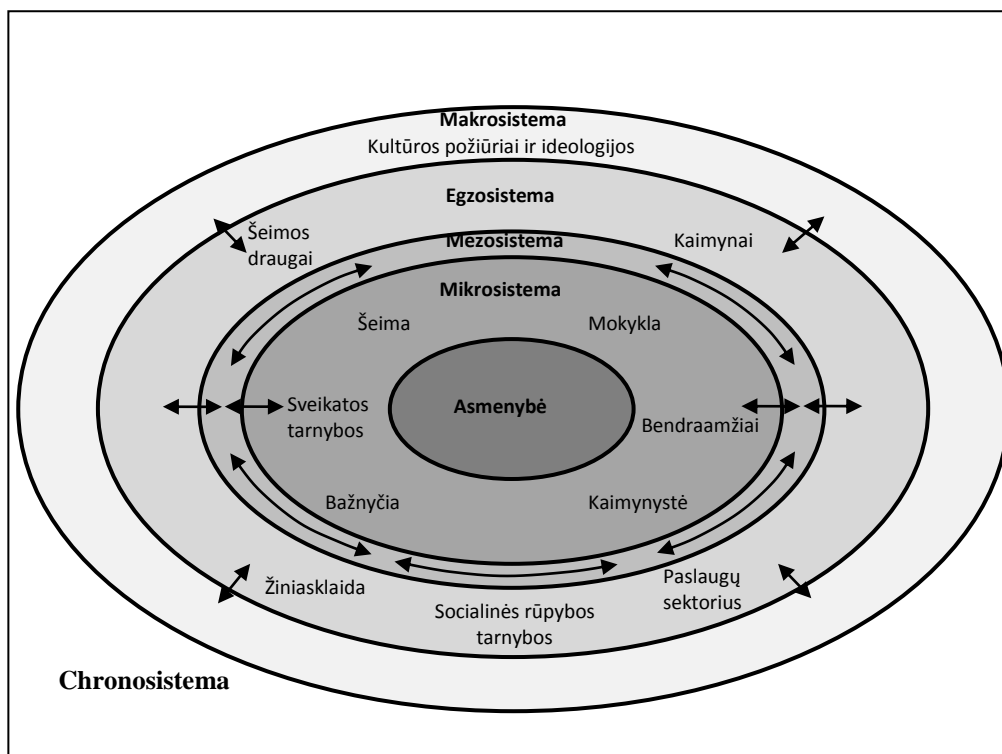 Makrosistema
Kultūros požiūriai ir ideologijos
Egzosistema
Šeimos
draugai
Mezosistema
Kaimynai
Mikrosistema
Šeima
Mokykla
Sveikatos
tarnybos
Asmenybė
Bendraamžiai
Bažnyčia
Kaimynystė
Žiniasklaida
Socialinės rūpybos
tarnybos
Paslaugų
sektorius
Chronosistema